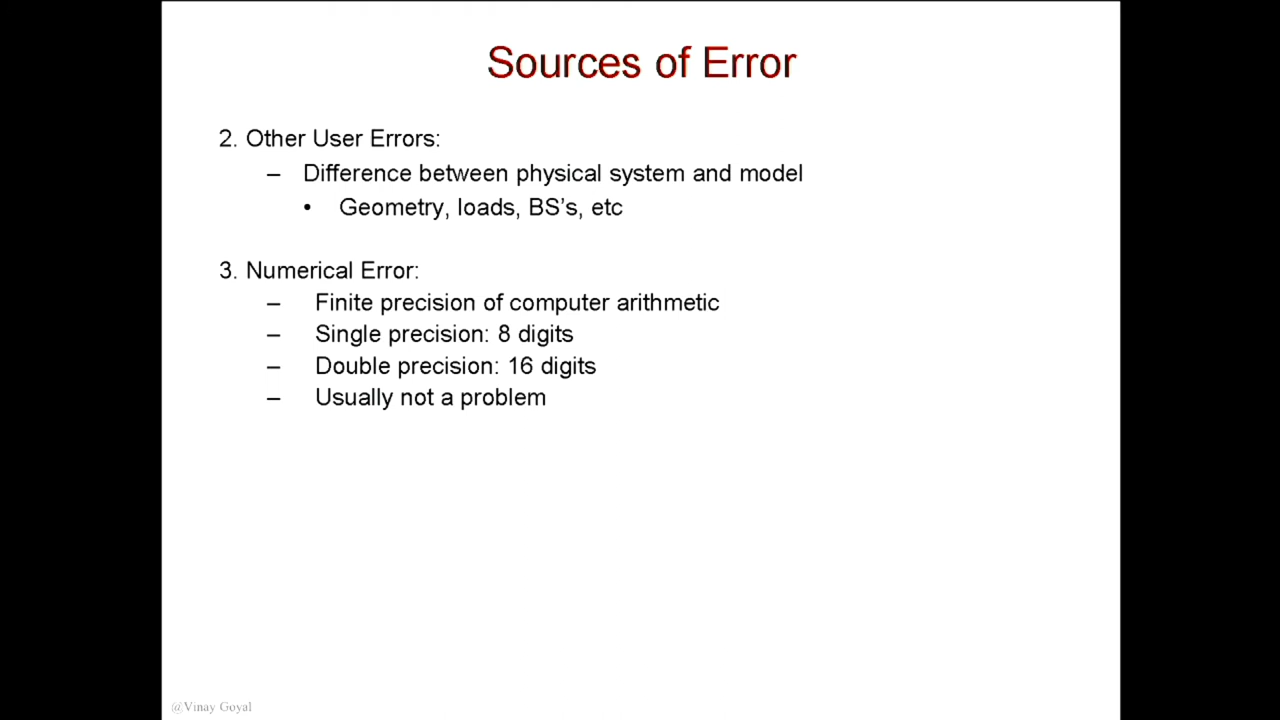 Sources of Error
2. Other User Errors:
– Difference between physical system and model
• Geometry, loads, BS's, etc
3. Numerical Error:
– Finite precision of computer arithmetic
– Single precision: 8 digits
– Double precision: 16 digits
– Usually not a problem
@Vinay Goyal